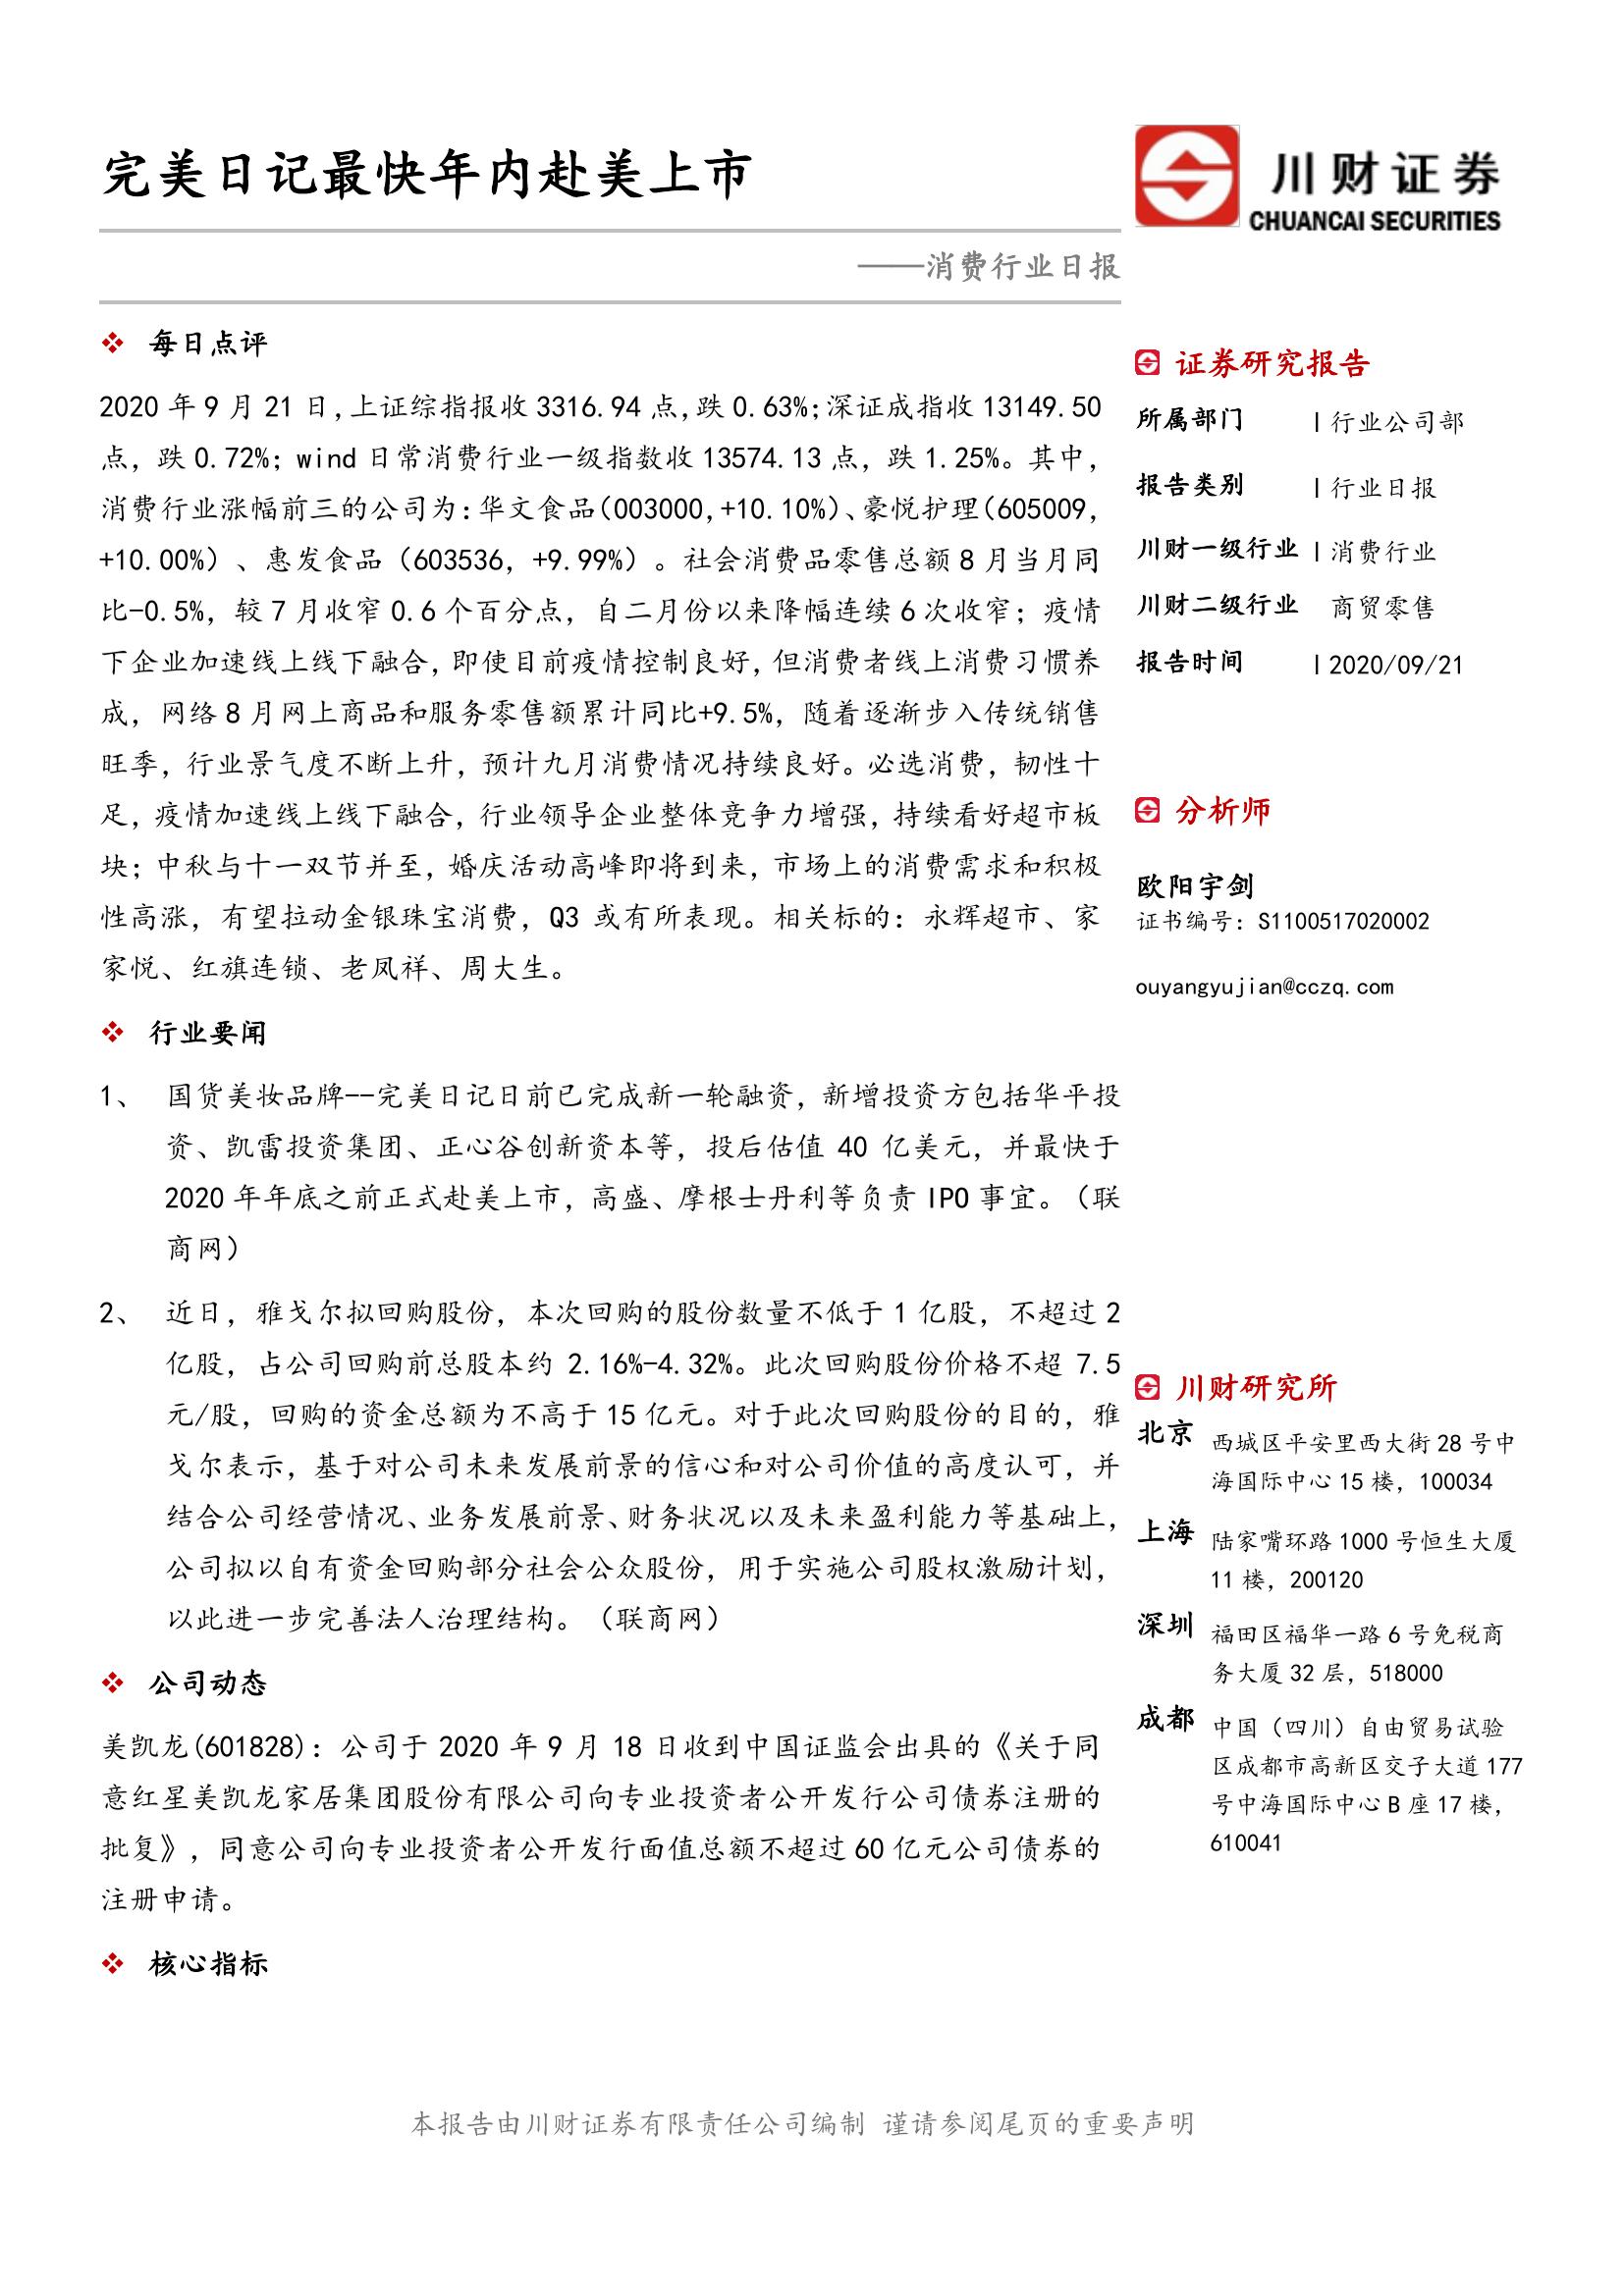 完美日记最快年内赴美上市
川财证券
CHUANCAI SECURITIES
——消费行业日报
❖ 每日点评
2020 年 9 月 21 日,上证综指报收 3316.94 点,跌 0.63%;深证成指收 13149.50
点, 跌 0.72%; wind 日常消费行业一级指数收 13574.13 点, 跌 1.25%。其中,
消费行业涨幅前三的公司为:华文食品(003000,+10.10%)、豪悦护理(605009,
+10.00%)、惠发食品（603536, +9.99%）。社会消费品零售总额 8 月当月同
比-0.5%, 较 7 月收窄 0.6 个百分点, 自二月份以来降幅连续 6 次收窄; 疫情
下企业加速线上线下融合, 即使目前疫情控制良好, 但消费者线上消费习惯养
成, 网络 8 月网上商品和服务零售额累计同比+9.5%, 随着逐渐步入传统销售
旺季, 行业景气度不断上升, 预计九月消费情况持续良好。必选消费, 韧性十
足, 疫情加速线上线下融合, 行业领导企业整体竞争力增强, 持续看好超市板
块; 中秋与十一双节并至, 婚庆活动高峰即将到来, 市场上的消费需求和积极
性高涨, 有望拉动金银珠宝消费, Q3 或有所表现。相关标的: 永辉超市、家
家悦、红旗连锁、老凤祥、周大生。
❖ 行业要闻
1、 国货美妆品牌--完美日记日前已完成新一轮融资, 新增投资方包括华平投
资、凯雷投资集团、正心谷创新资本等, 投后估值 40 亿美元, 并最快于
2020 年年底之前正式赴美上市, 高盛、摩根士丹利等负责 IPO 事宜。（联
商网）
2、 近日, 雅戈尔拟回购股份, 本次回购的股份数量不低于 1 亿股, 不超过 2
亿股, 占公司回购前总股本约 2.16%-4.32%。此次回购股份价格不超 7.5
元/股, 回购的资金总额为不高于 15 亿元。对于此次回购股份的目的, 雅
戈尔表示, 基于对公司未来发展前景的信心和对公司价值的高度认可, 并
结合公司经营情况、业务发展前景、财务状况以及未来盈利能力等基础上,
公司拟以自有资金回购部分社会公众股份, 用于实施公司股权激励计划,
以此进一步完善法人治理结构。（联商网）
❖ 公司动态
美凯龙(601828): 公司于 2020 年 9 月 18 日收到中国证监会出具的《关于同
意红星美凯龙家居集团股份有限公司向专业投资者公开发行公司债券注册的
批复》, 同意公司向专业投资者公开发行面值总额不超过 60 亿元公司债券的
注册申请。
❖ 核心指标
证券研究报告
所属部门 | 行业公司部
报告类别 | 行业日报
川财一级行业 | 消费行业
川财二级行业 商贸零售
报告时间 | 2020/09/21
分析师
欧阳宇剑
证书编号: S1100517020002
ouyangyujian@cczq.com
川财研究所
北京 西城区平安里西大街 28 号中
海国际中心 15 楼, 100034
上海 陆家嘴环路 1000 号恒生大厦
11 楼, 200120
深圳 福田区福华一路 6 号免税商
务大厦 32 层, 518000
成都 中国（四川）自由贸易试验
区成都市高新区交子大道 177
号中海国际中心 B 座 17 楼,
610041
本报告由川财证券有限责任公司编制 谨请参阅尾页的重要声明